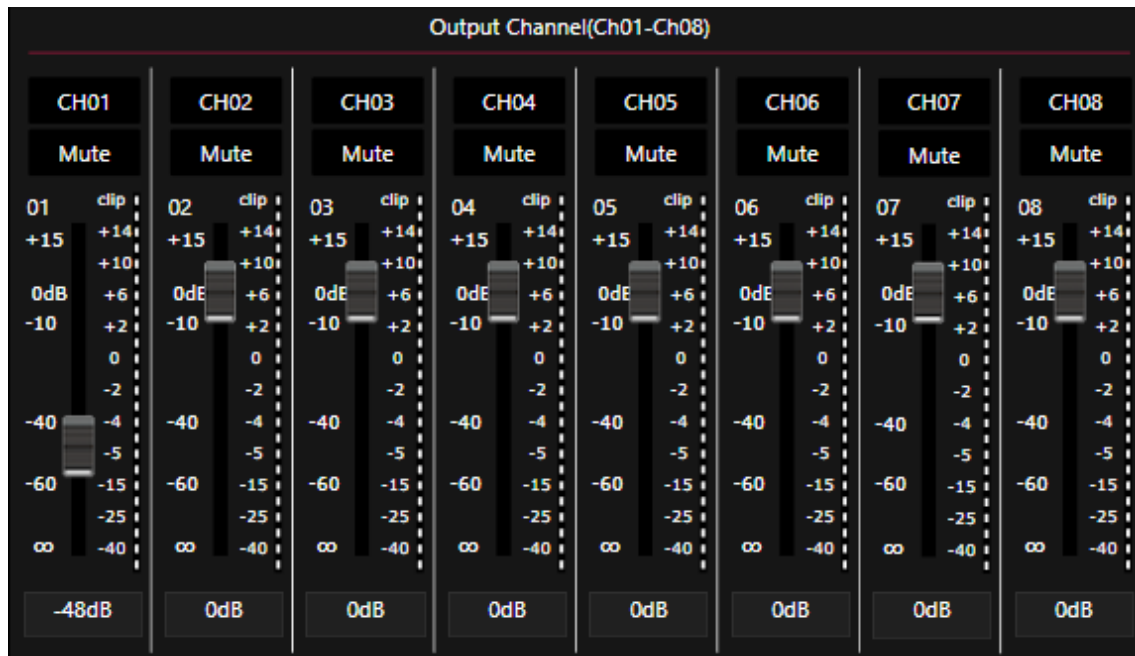 Output Channel(Ch01-Ch08)
CH01 CH02 CH03 CH04 CH05 CH06 CH07 CH08
Mute Mute Mute Mute Mute Mute Mute Mute
01 clip 02 clip 03 clip 04 clip 05 clip 06 clip 07 clip 08 clip
+15 +14 +15 +14 +15 +14 +15 +14 +15 +14 +15 +14 +15 +14 +15 +14
+10 +10 +10 +10 +10 +10 +10 +10
0dB +6 0dB +6 0dB +6 0dB +6 0dB +6 0dB +6 0dB +6 0dB +6
-10 +2 -10 +2 -10 +2 -10 +2 -10 +2 -10 +2 -10 +2 -10 +2
0 0 0 0 0 0 0 0
-2 -2 -2 -2 -2 -2 -2 -2
-40 -4 -40 -4 -40 -4 -40 -4 -40 -4 -40 -4 -40 -4 -40 -4
-5 -5 -5 -5 -5 -5 -5 -5
-60 -15 -60 -15 -60 -15 -60 -15 -60 -15 -60 -15 -60 -15 -60 -15
-25 -25 -25 -25 -25 -25 -25 -25
∞ -40 ∞ -40 ∞ -40 ∞ -40 ∞ -40 ∞ -40 ∞ -40 ∞ -40
-48dB 0dB 0dB 0dB 0dB 0dB 0dB 0dB